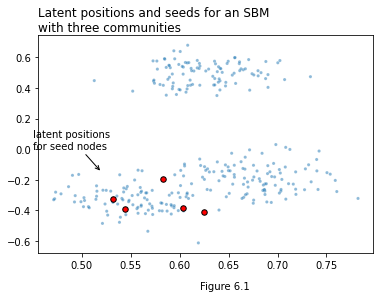 Latent positions and seeds for an SBM
with three communities
0.6
0.4
0.2
0.0
−0.2
−0.4
−0.6
latent positions
for seed nodes
0.50 0.55 0.60 0.65 0.70 0.75
Figure 6.1